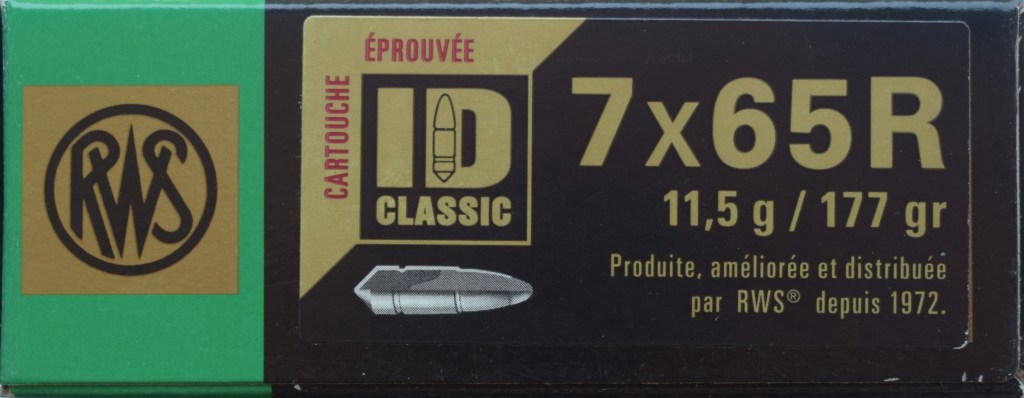 RWS
CARTOUCHE
ÉPROUVÉE
ID
CLASSIC
7x65R
11,5 g / 177 gr
Produite, améliorée et distribuée
par RWS® depuis 1972.